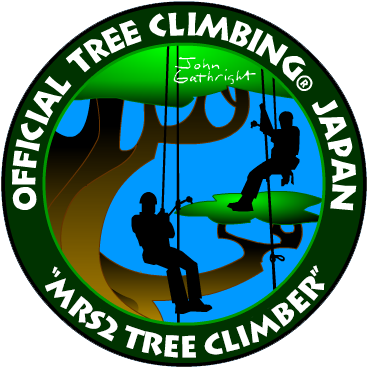 OFFICIAL TREE CLIMBING® JAPAN
John
Gathright
"MRS2 TREE CLIMBER"